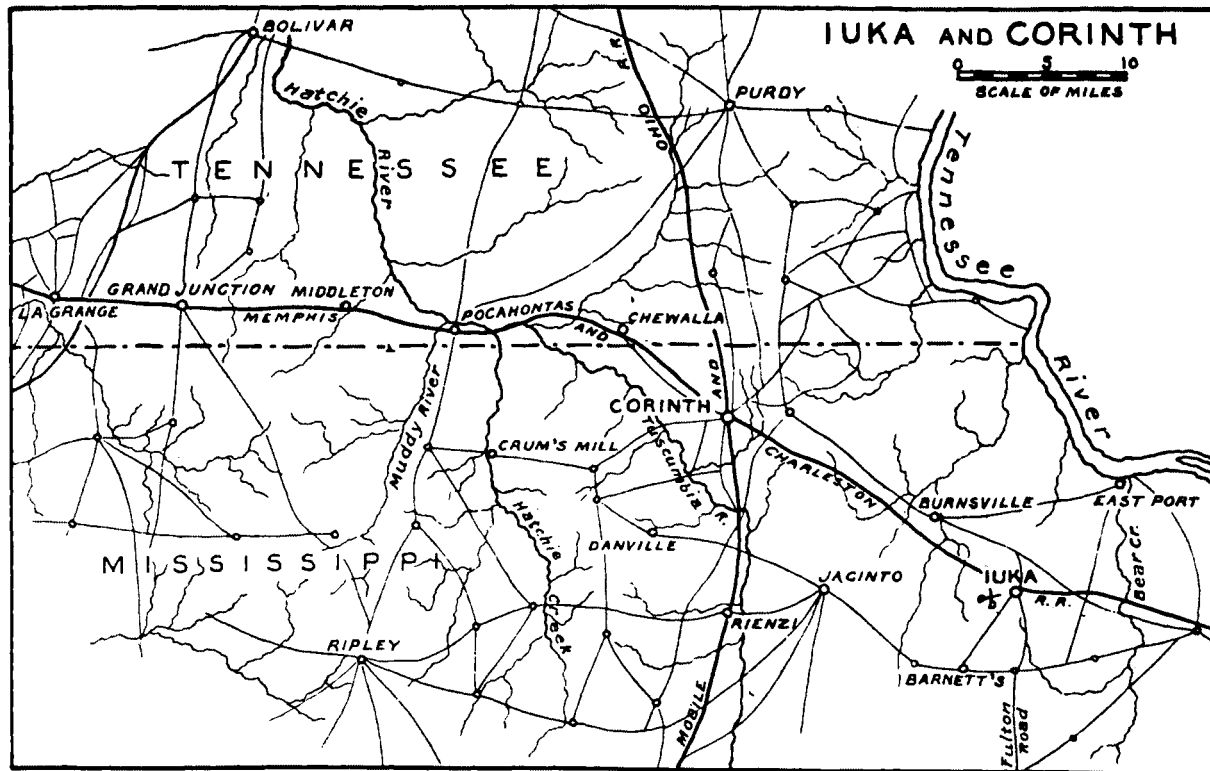 IUKA AND CORINTH
0 5 10
SCALE OF MILES
BOLIVAR
Hatchie
River
R.R.
OHIO
PURDY
Tennessee
River
TENNESSEE
LA GRANGE
GRAND JUNCTION
MIDDLETON
MEMPHIS
POCAHONTAS
AND
CHEWALLA
AND
CORINTH
Muddy River
CRUM'S MILL
Tuscumbia R.
CHARLESTON
BURNSVILLE
EAST PORT
Hatchie
Creek
DANVILLE
Bear Cr.
MISSISSIPPI
JACINTO
IUKA
R.R.
RIENZI
RIPLEY
BARNETT'S
MOBILE
Fulton
Road